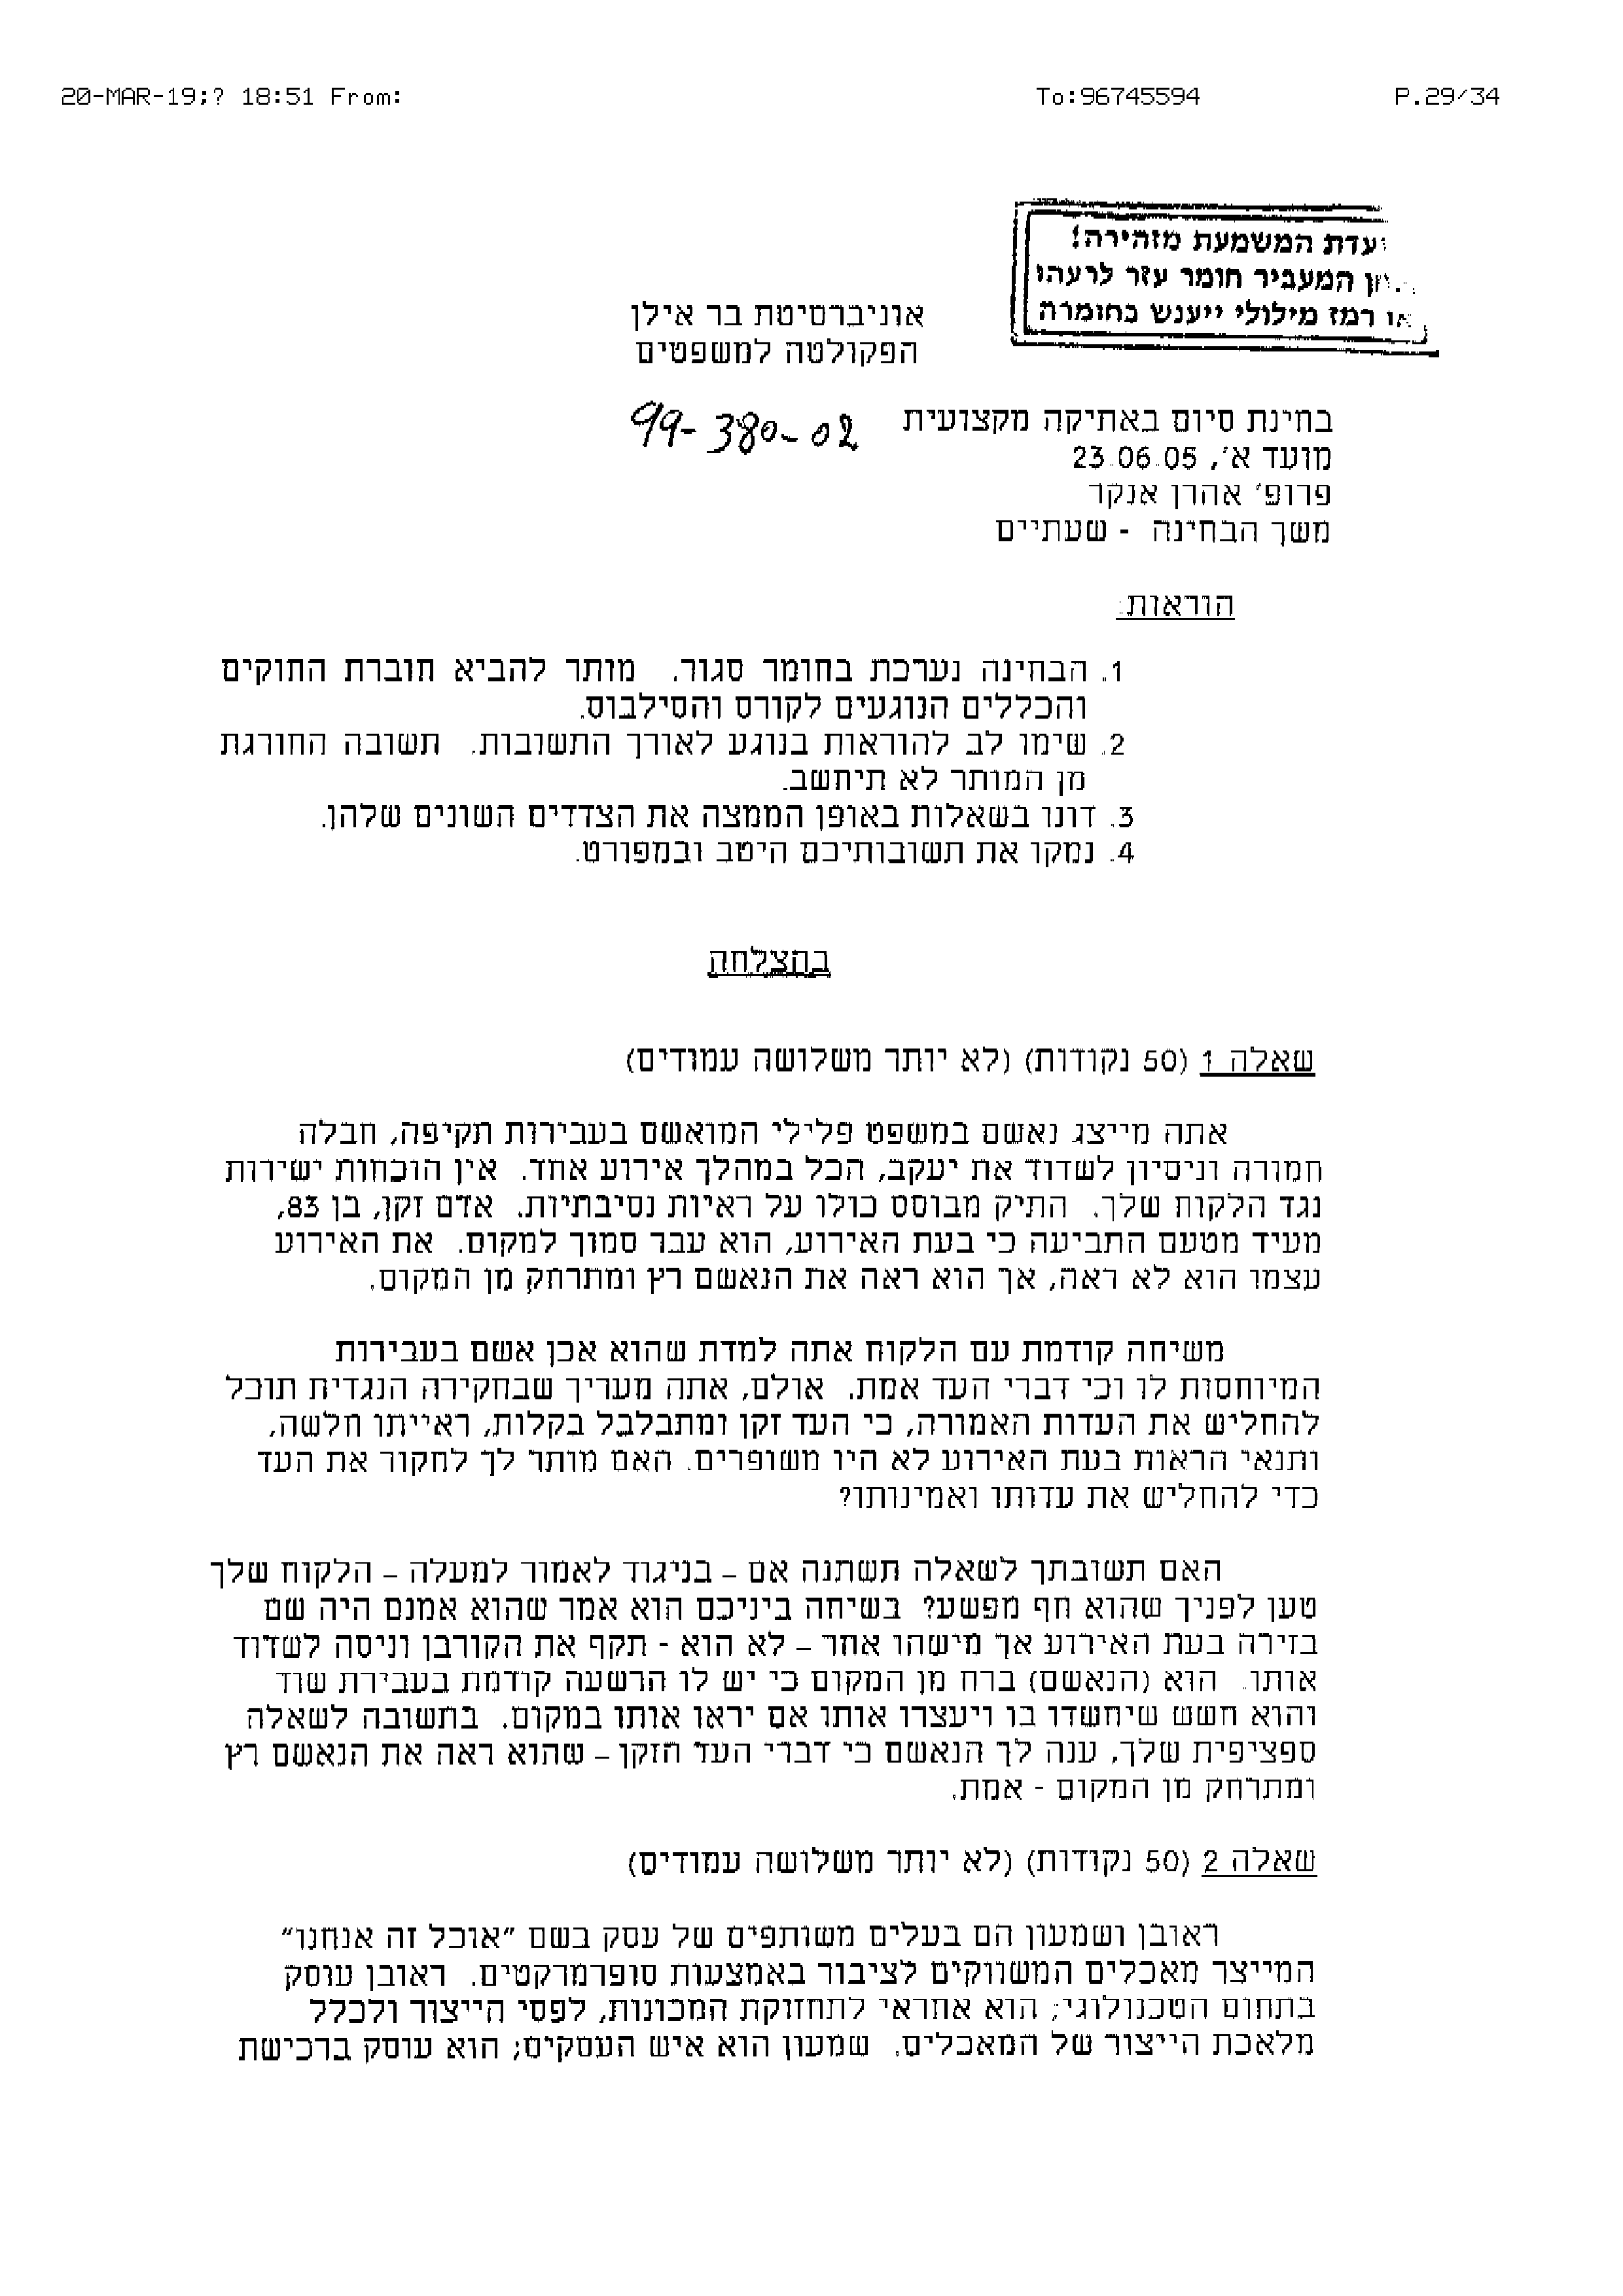 20-MAR-19;? 18:51 From: To:96745594 P.29/34
עדת המשמעת מזהירה!
המעביר חומר עזר לרעהו
או רמז מילולי ייענש בחומרה
אוניברסיטת בר אילן
הפקולטה למשפטים
99-380-02
בחינת סיום באתיקה מקצועית
מועד א', 23.06.05
פרופ' אהרן אנקר
משך הבחינה - שעתיים
הוראות:
1. הבחינה נערכת בחומר סגור. מותר להביא חוברת החוקים
והכללים הנוגעים לקורס והסילבוס.
2. שימו לב להוראות בנוגע לאורך התשובות. תשובה החורגת
מן המותר לא תיחשב.
3. דונו בשאלות באופן הממצה את הצדדים השונים שלהן.
4. נמקו את תשובותיכם היטב ובמפורט.
בהצלחה
שאלה 1 (50 נקודות) (לא יותר משלושה עמודים)
אתה מייצג נאשם במשפט פלילי המואשם בעבירות תקיפה, חבלה
חמורה וניסיון לשדוד את יעקב, הכל במהלך אירוע אחד. אין הוכחות ישירות
נגד הלקוח שלך. התיק מבוסס כולו על ראיות נסיבתיות. אדם זקן, בן 83,
מעיד מטעם התביעה כי בעת האירוע, הוא עבר סמוך למקום. את האירוע
עצמו הוא לא ראה, אך הוא ראה את הנאשם רץ ומתרחק מן המקום.
משיחה קודמת עם הלקוח אתה למדת שהוא אכן אשם בעבירות
המיוחסות לו וכי דברי העד אמת. אולם, אתה מעריך שבחקירה הנגדית תוכל
להחליש את העדות האמורה, כי העד זקן ומתבלבל בקלות, ראייתו חלשה,
ותנאי הראות בעת האירוע לא היו משופרים. האם מותר לך לחקור את העד
כדי להחליש את עדותו ואמינותו?
האם תשובתך לשאלה תשתנה אם – בניגוד לאמור למעלה – הלקוח שלך
טען לפניך שהוא חף מפשע? בשיחה ביניכם הוא אמר שהוא אמנם היה שם
בזירה בעת האירוע אך מישהו אחר – לא הוא - תקף את הקורבן וניסה לשדוד
אותו. הוא (הנאשם) ברח מן המקום כי יש לו הרשעה קודמת בעבירת שוד
והוא חשש שיחשדו בו ויעצרו אותו אם יראו אותו במקום. בתשובה לשאלה
ספציפית שלך, ענה לך הנאשם כי דברי העד הזקן – שהוא ראה את הנאשם רץ
ומתרחק מן המקום - אמת.
שאלה 2 (50 נקודות) (לא יותר משלושה עמודים)
ראובן ושמעון הם בעלים משותפים של עסק בשם "אוכל זה אנחנו"
המייצר מאכלים המשווקים לציבור באמצעות סופרמרקטים. ראובן עוסק
בתחום הטכנולוגי; הוא אחראי לתחזוקת המכונות, לפסי הייצור ולכלל
מלאכת הייצור של המאכלים. שמעון הוא איש העסקים; הוא עוסק ברכישת